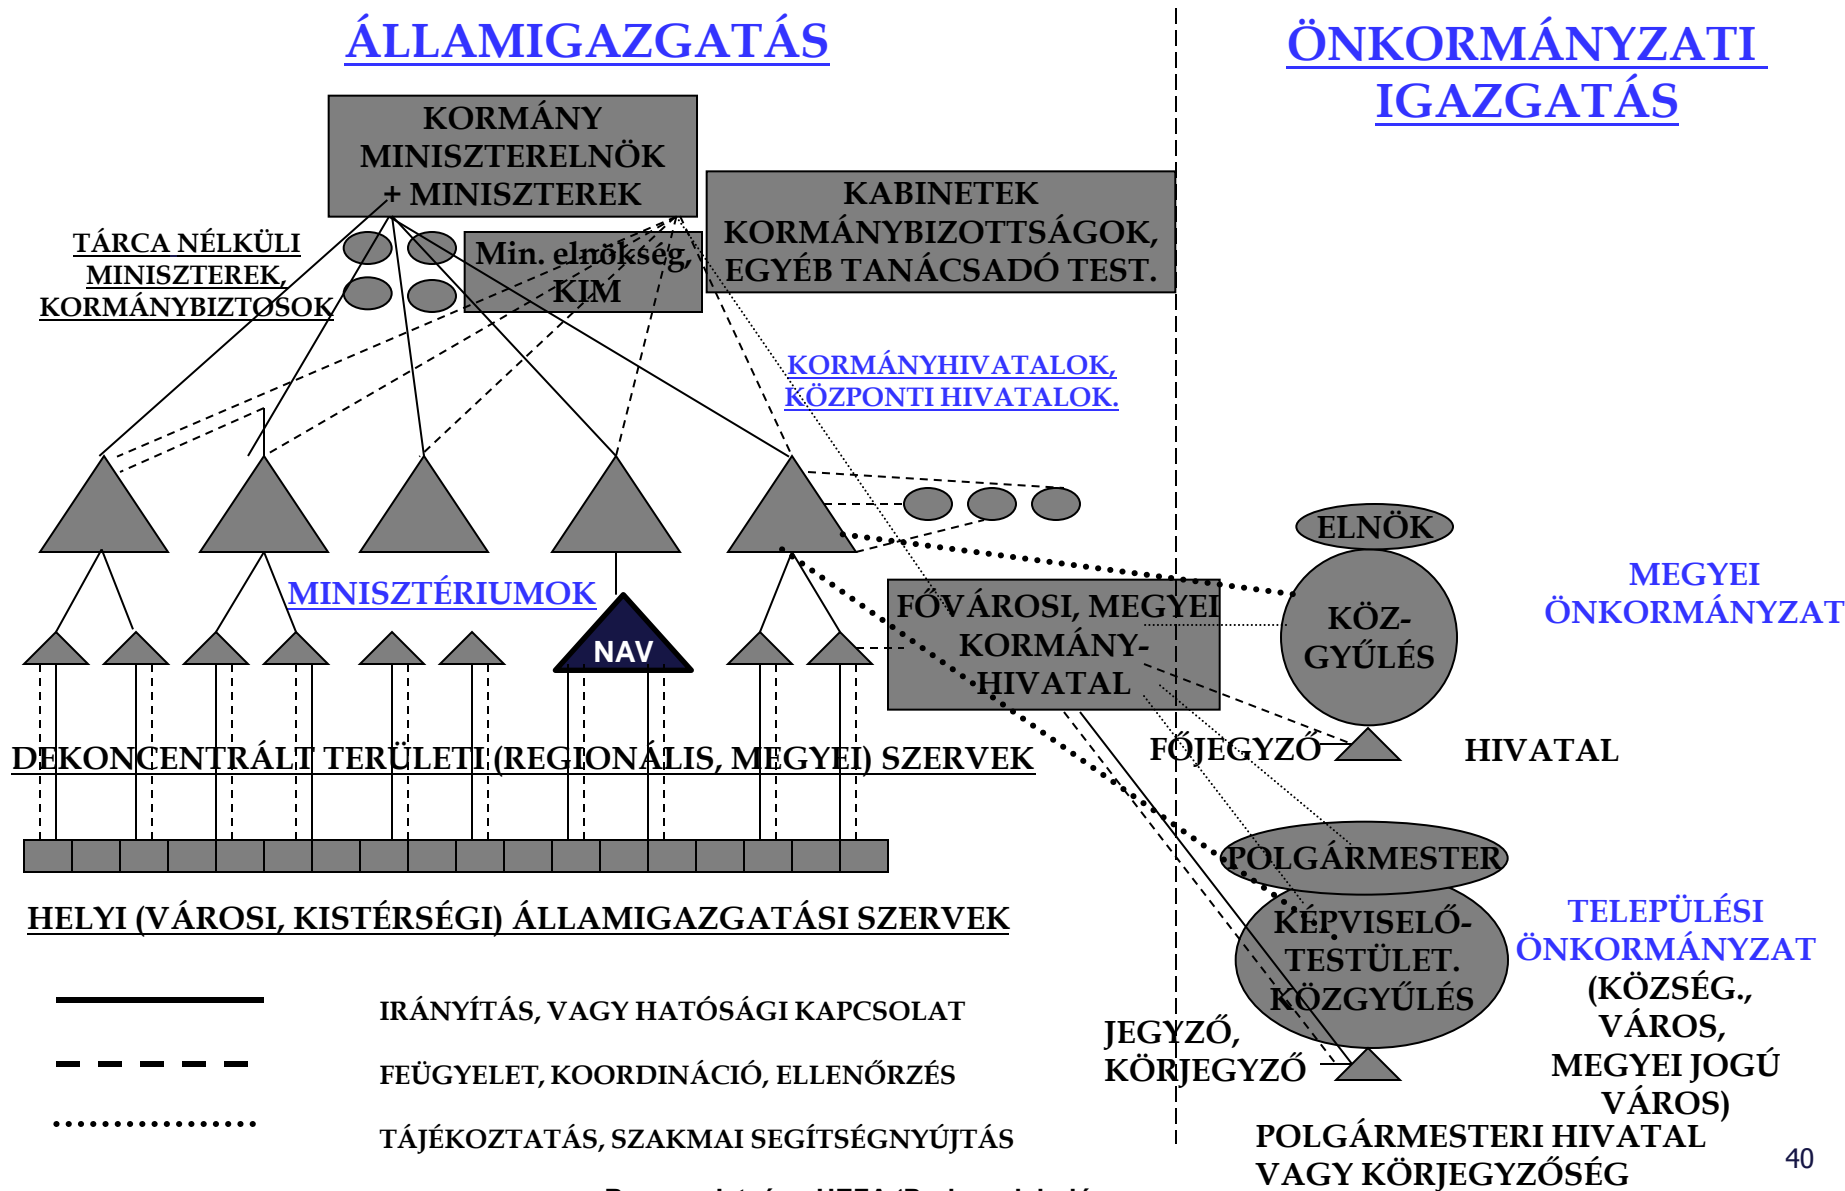 ÁLLAMIGAZGATÁS
ÖNKORMÁNYZATI
IGAZGATÁS
KORMÁNY
MINISZTERELNÖK
+ MINISZTEREK
KABINETEK
KORMÁNYBIZOTTSÁGOK,
EGYÉB TANÁCSADÓ TEST.
TÁRCA NÉLKÜLI
MINISZTEREK,
KORMÁNYBIZTOSOK
Min. elnökség,
KIM
KORMÁNYHIVATALOK,
KÖZPONTI HIVATALOK.
MINISZTÉRIUMOK
NAV
FŐVÁROSI, MEGYEI
KORMÁNY-
HIVATAL
ELNÖK
KÖZ-
GYŰLÉS
MEGYEI
ÖNKORMÁNYZAT
FŐJEGYZŐ
HIVATAL
DEKONCENTRÁLT TERÜLETI (REGIONÁLIS, MEGYEI) SZERVEK
POLGÁRMESTER
KÉPVISELŐ-
TESTÜLET.
KÖZGYŰLÉS
TELEPÜLÉSI
ÖNKORMÁNYZAT
(KÖZSÉG.,
VÁROS,
MEGYEI JOGÚ
VÁROS)
HELYI (VÁROSI, KISTÉRSÉGI) ÁLLAMIGAZGATÁSI SZERVEK
JEGYZŐ,
KÖRJEGYZŐ
IRÁNYÍTÁS, VAGY HATÓSÁGI KAPCSOLAT
FEÜGYELET, KOORDINÁCIÓ, ELLENŐRZÉS
TÁJÉKOZTATÁS, SZAKMAI SEGÍTSÉGNYÚJTÁS
POLGÁRMESTERI HIVATAL
VAGY KÖRJEGYZŐSÉG
40